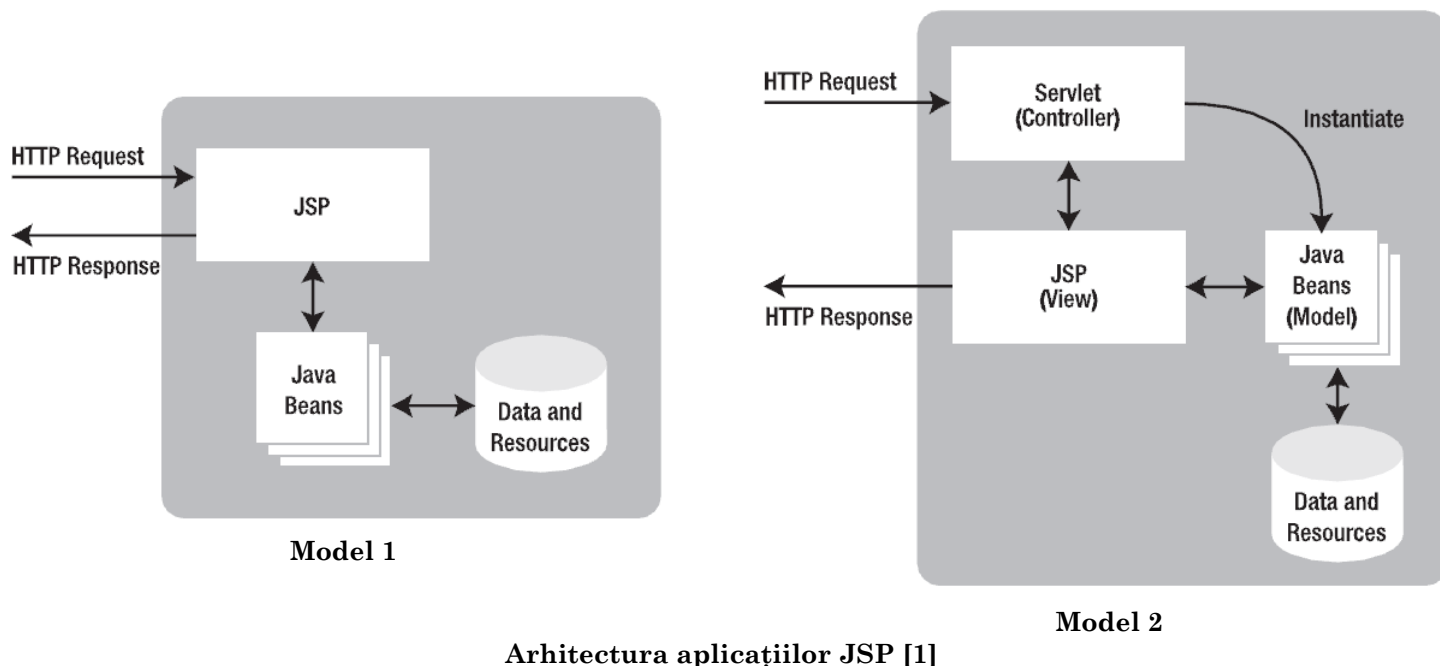 HTTP Request
JSP
HTTP Response
Java
Beans
Data and
Resources
Model 1
HTTP Request
Servlet
(Controller)
Instantiate
JSP
(View)
Java
Beans
(Model)
HTTP Response
Data and
Resources
Model 2
Arhitectura aplicațiilor JSP [1]